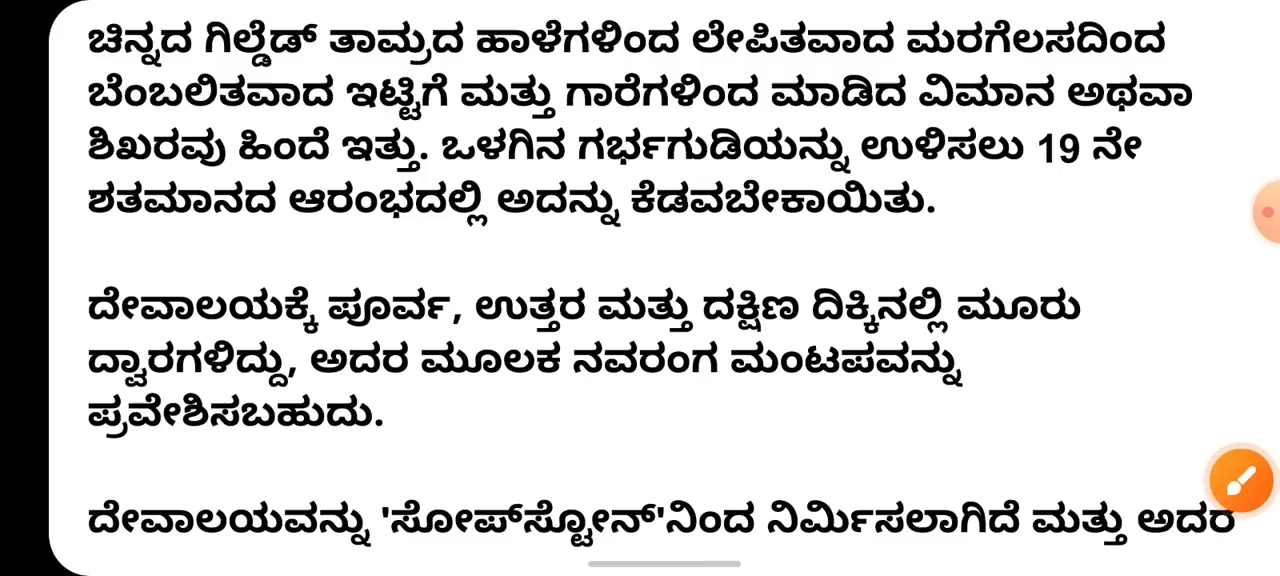 ಚಿನ್ನದ ಗಿಲ್ಡೆಡ್ ತಾಮ್ರದ ಹಾಳೆಗಳಿಂದ ಲೇಪಿತವಾದ ಮರಗೆಲಸದಿಂದ
ಬೆಂಬಲಿತವಾದ ಇಟ್ಟಿಗೆ ಮತ್ತು ಗಾರೆಗಳಿಂದ ಮಾಡಿದ ವಿಮಾನ ಅಥವಾ
ಶಿಖರವು ಹಿಂದೆ ಇತ್ತು. ಒಳಗಿನ ಗರ್ಭಗುಡಿಯನ್ನು ಉಳಿಸಲು 19 ನೇ
ಶತಮಾನದ ಆರಂಭದಲ್ಲಿ ಅದನ್ನು ಕೆಡವಬೇಕಾಯಿತು.
ದೇವಾಲಯಕ್ಕೆ ಪೂರ್ವ, ಉತ್ತರ ಮತ್ತು ದಕ್ಷಿಣ ದಿಕ್ಕಿನಲ್ಲಿ ಮೂರು
ದ್ವಾರಗಳಿದ್ದು, ಅದರ ಮೂಲಕ ನವರಂಗ ಮಂಟಪವನ್ನು
ಪ್ರವೇಶಿಸಬಹುದು.
ದೇವಾಲಯವನ್ನು 'ಸೋಪ್‌ಸ್ಟೋನ್'ನಿಂದ ನಿರ್ಮಿಸಲಾಗಿದೆ ಮತ್ತು ಅದರ